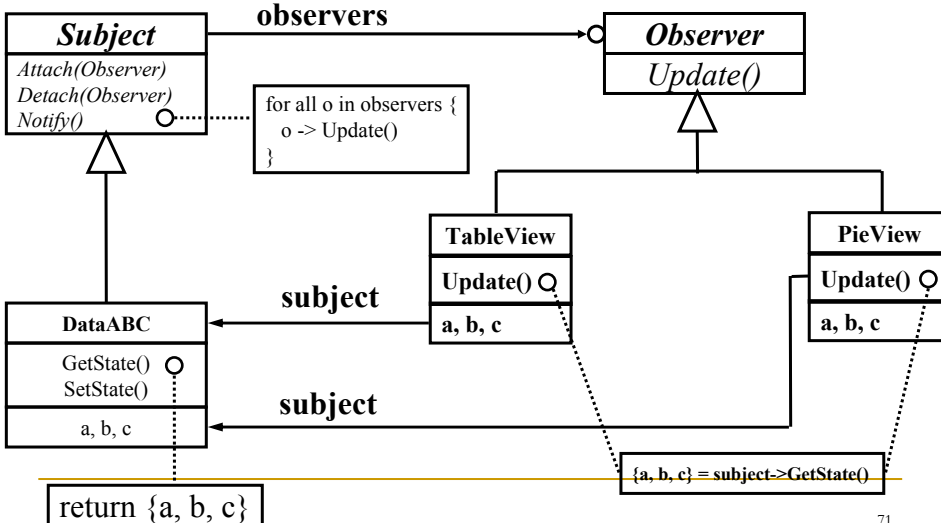 observers
Subject
Attach(Observer)
Detach(Observer)
Notify()
for all o in observers {
o -> Update()
}
Observer
Update()
TableView
Update()
a, b, c
PieView
Update()
a, b, c
subject
DataABC
GetState()
SetState()
a, b, c
subject
{a, b, c} = subject->GetState()
return {a, b, c}
71